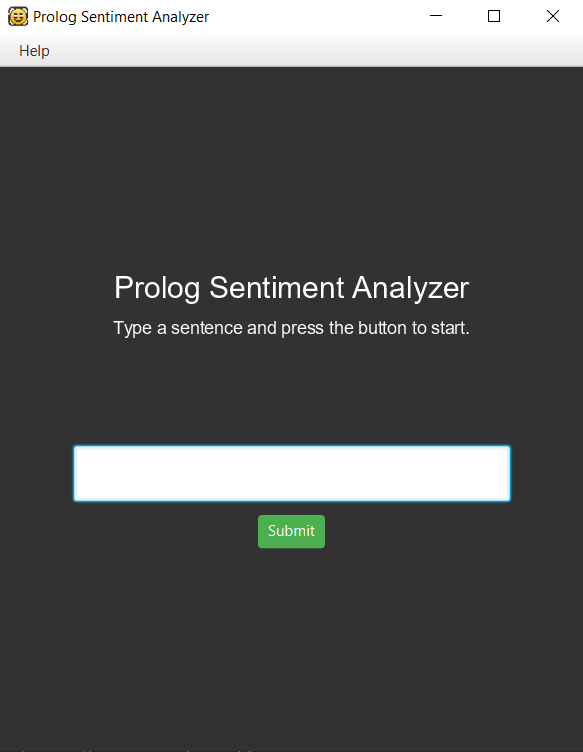 Prolog Sentiment Analyzer
Help
Prolog Sentiment Analyzer
Type a sentence and press the button to start.
Submit